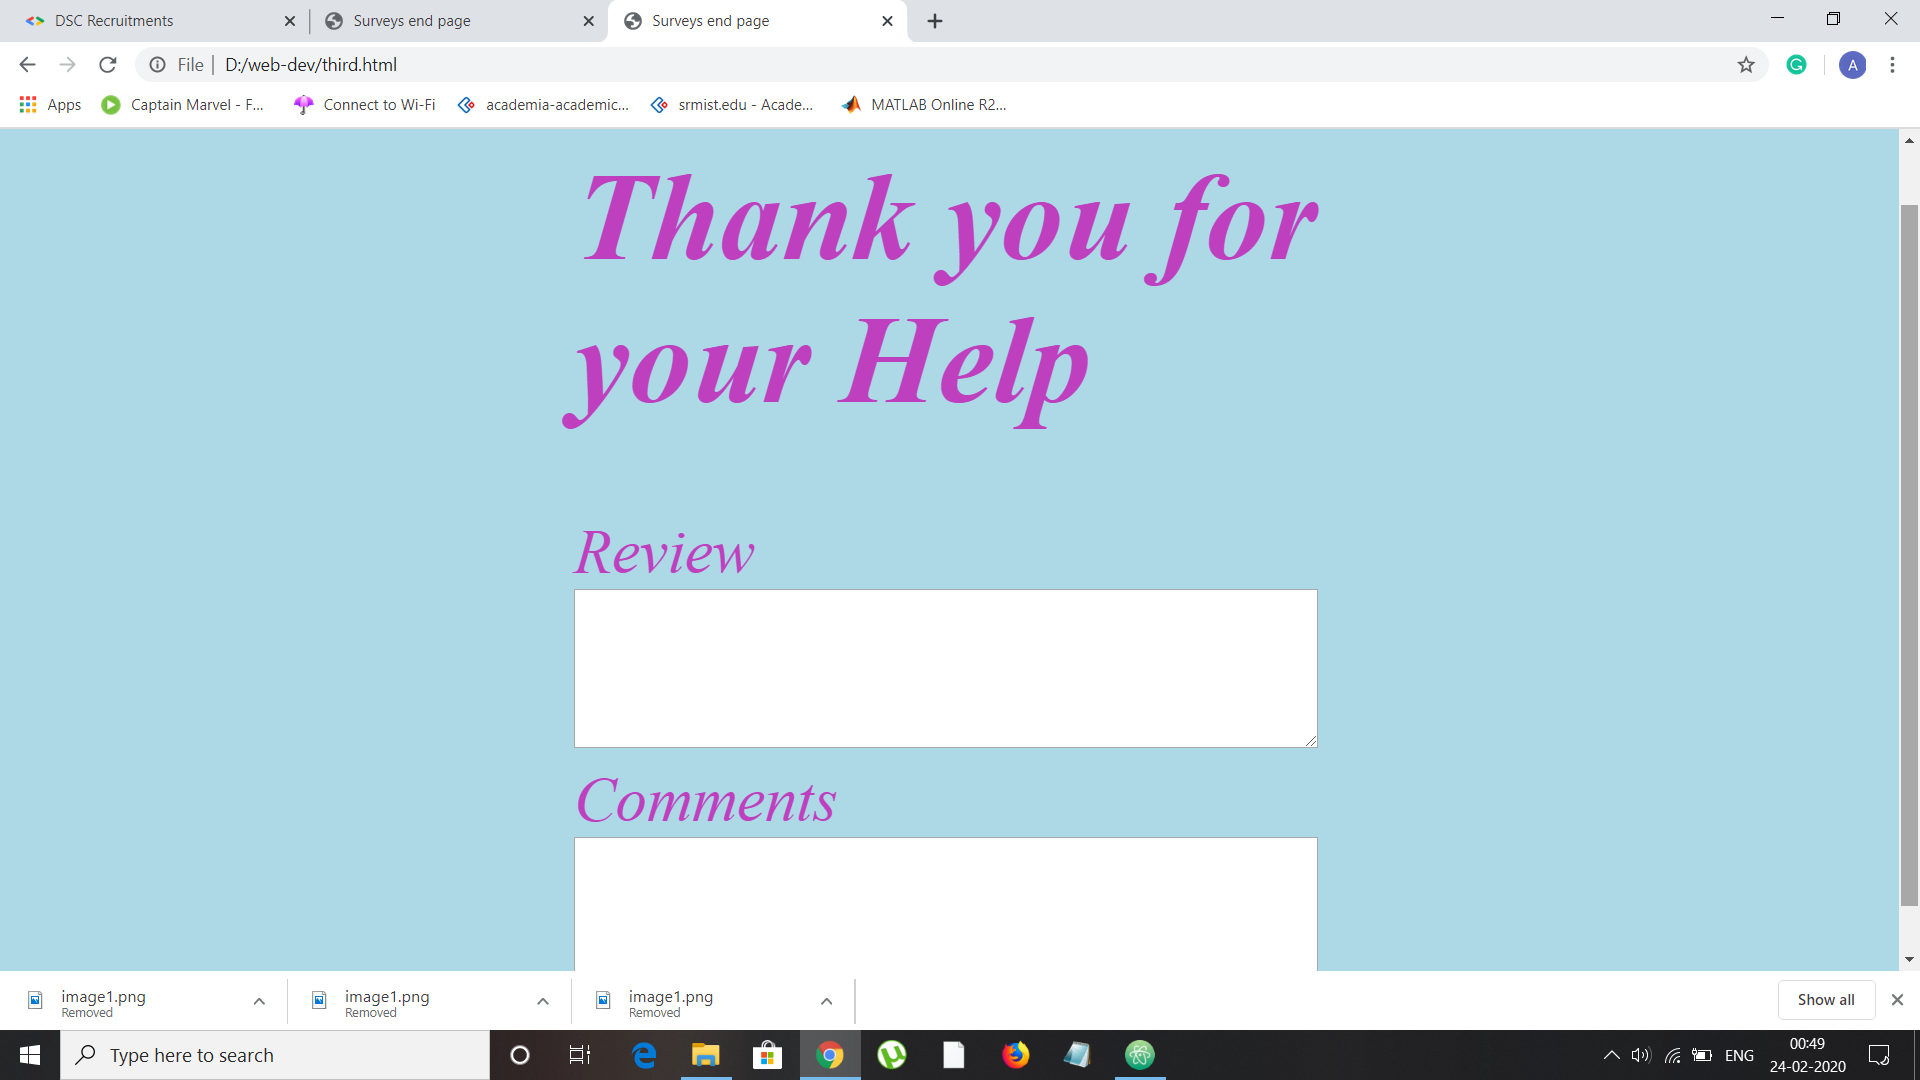 DSC Recruitments
Surveys end page
Surveys end page
File
D:/web-dev/third.html
A
Apps
Captain Marvel - F...
Connect to Wi-Fi
academia-academic...
srmist.edu - Acade...
MATLAB Online R2...
Thank you for
your Help
Review
Comments
image1.png
Removed
image1.png
Removed
image1.png
Removed
Show all
Type here to search
ENG
00:49
24-02-2020